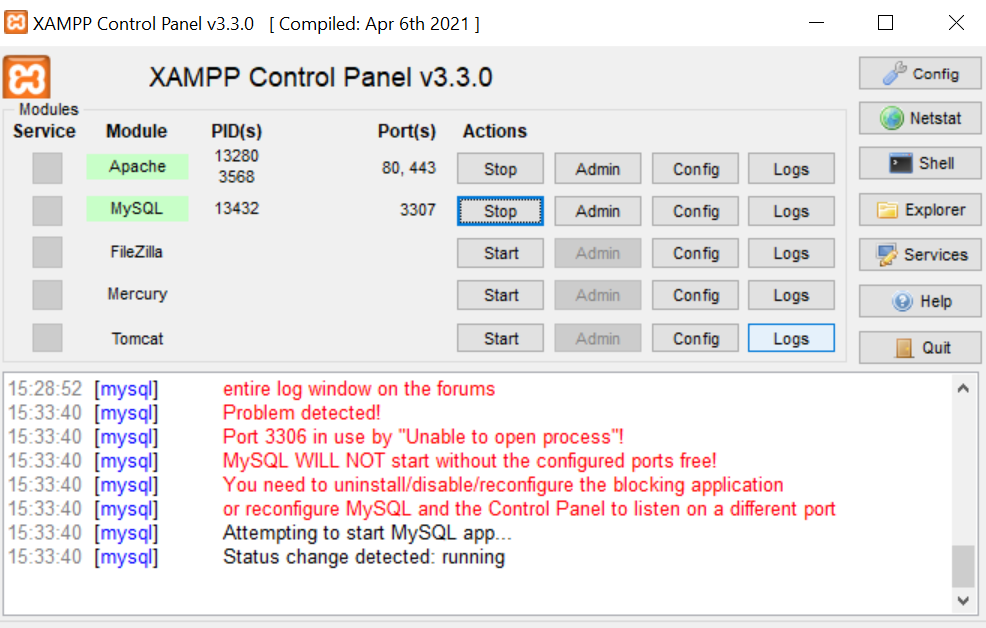 XAMPP Control Panel v3.3.0 [ Compiled: Apr 6th 2021 ]
XAMPP Control Panel v3.3.0
Config
Modules
Service Module PID(s) Port(s) Actions
Netstat
Apache 13280 3568 80, 443 Stop Admin Config Logs
Shell
MySQL 13432 3307 Stop Admin Config Logs
Explorer
FileZilla Start Admin Config Logs
Services
Mercury Start Admin Config Logs
Help
Tomcat Start Admin Config Logs
Quit
15:28:52 [mysql] entire log window on the forums
15:33:40 [mysql] Problem detected!
15:33:40 [mysql] Port 3306 in use by "Unable to open process"!
15:33:40 [mysql] MySQL WILL NOT start without the configured ports free!
15:33:40 [mysql] You need to uninstall/disable/reconfigure the blocking application
15:33:40 [mysql] or reconfigure MySQL and the Control Panel to listen on a different port
15:33:40 [mysql] Attempting to start MySQL app...
15:33:40 [mysql] Status change detected: running